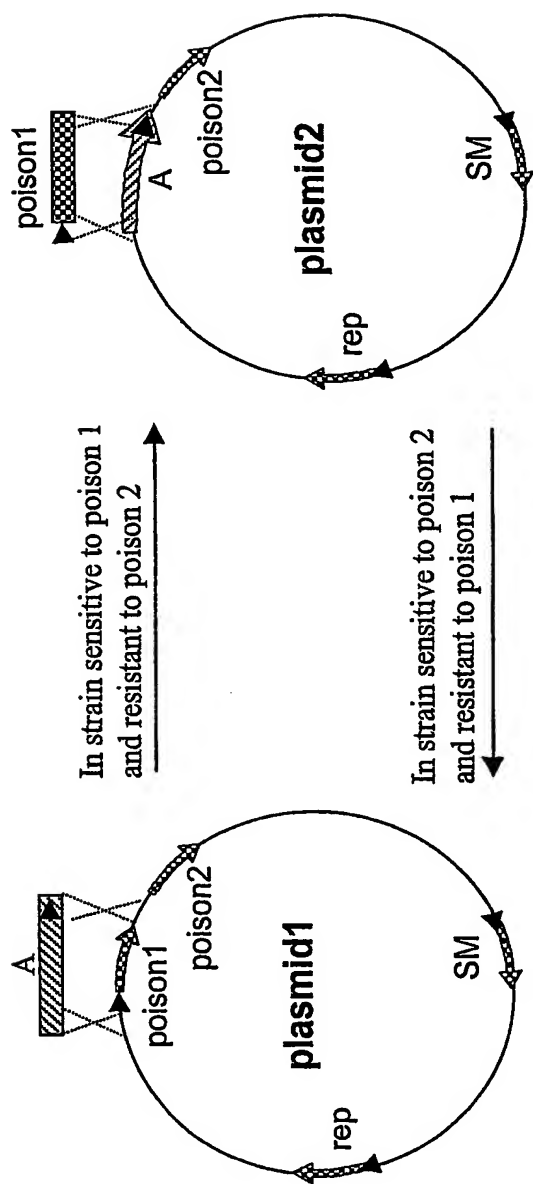 A
poison1
poison2
plasmid1
rep
SM
In strain sensitive to poison 1
and resistant to poison 2
In strain sensitive to poison 2
and resistant to poison 1
poison1
A
poison2
plasmid2
rep
SM